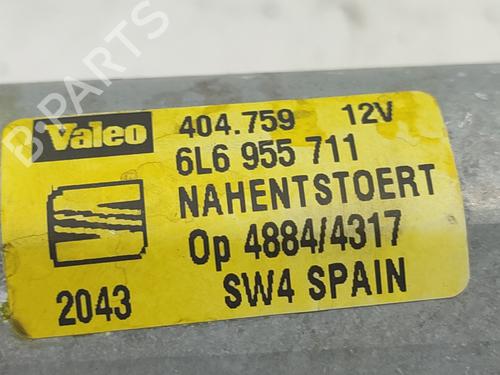 B-PARTS
Valeo
404.759 12V
6L6 955 711
NAHENTSTOERT
Op 4884/4317
2043
SW4 SPAIN